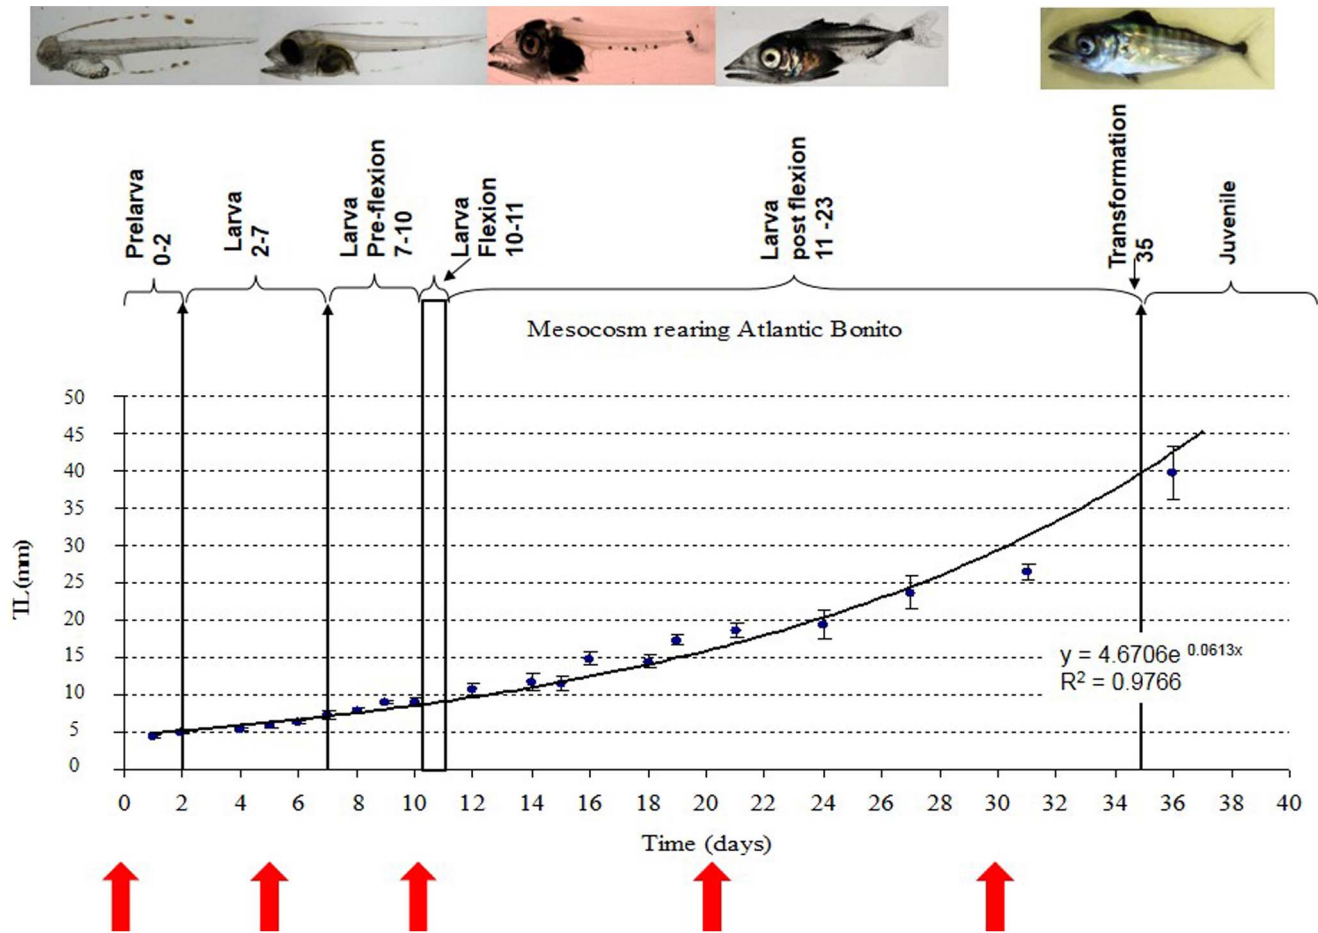 Prelarva
0-2
Larva
2-7
Larva
Pre-flexion
7-10
Larva
Flexion
10-11
Larva
post flexion
11 -23
Transformation
35
Juvenile
Mesocosm rearing Atlantic Bonito
50
45
40
35
30
25
20
15
10
5
0
TL(mm)
y = 4.6706e 0.0613x
R2 = 0.9766
0 2 4 6 8 10 12 14 16 18 20 22 24 26 28 30 32 34 36 38 40
Time (days)